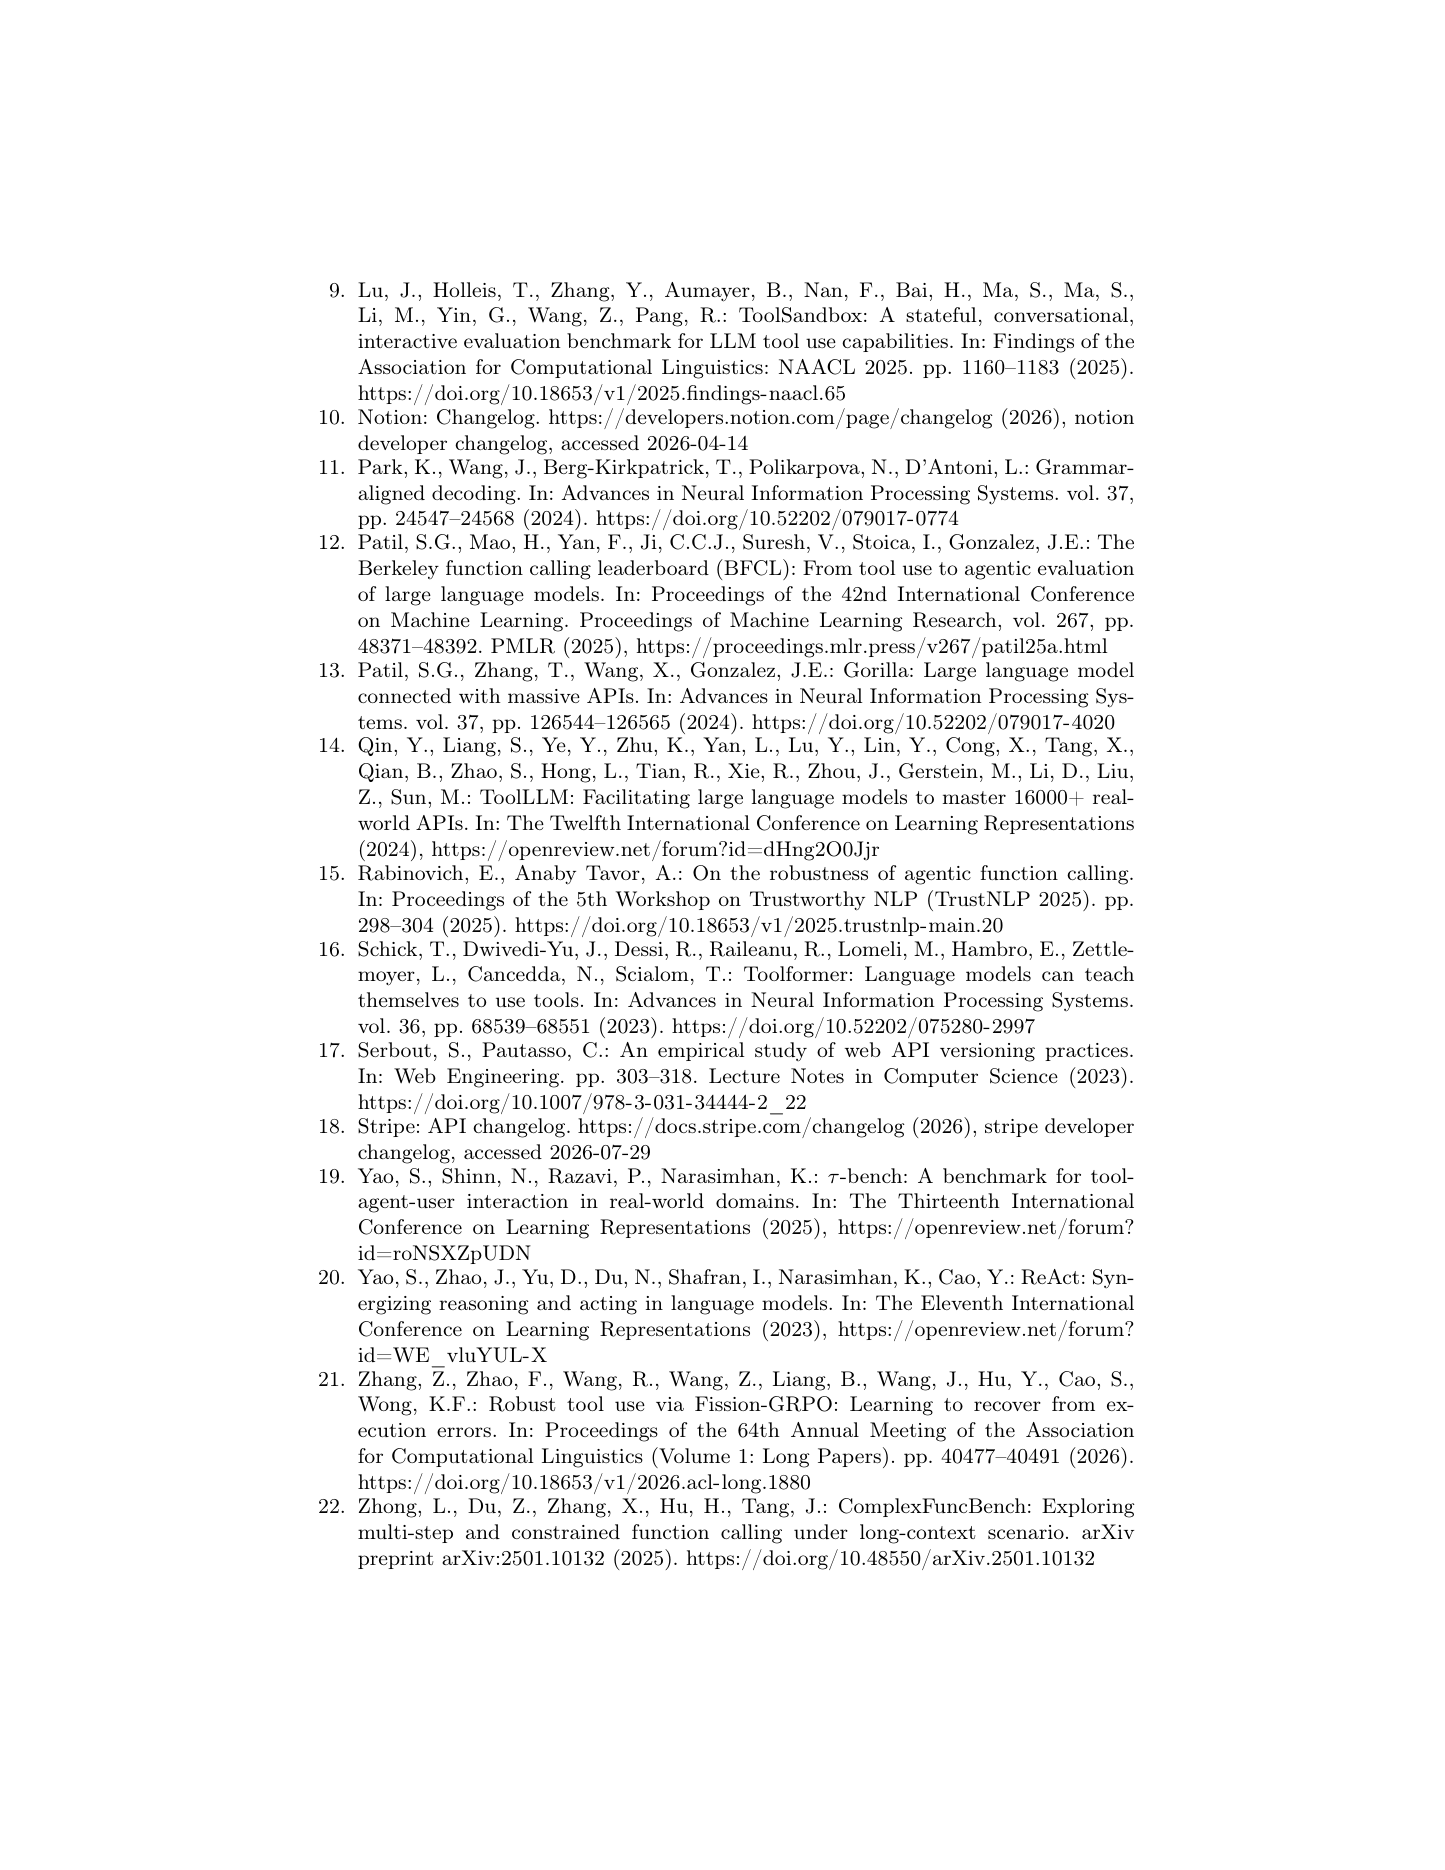 9. Lu, J., Holleis, T., Zhang, Y., Aumayer, B., Nan, F., Bai, H., Ma, S., Ma, S.,
Li, M., Yin, G., Wang, Z., Pang, R.: ToolSandbox: A stateful, conversational,
interactive evaluation benchmark for LLM tool use capabilities. In: Findings of the
Association for Computational Linguistics: NAACL 2025. pp. 1160–1183 (2025).
https://doi.org/10.18653/v1/2025.findings-naacl.65
10. Notion: Changelog. https://developers.notion.com/page/changelog (2026), notion
developer changelog, accessed 2026-04-14
11. Park, K., Wang, J., Berg-Kirkpatrick, T., Polikarpova, N., D’Antoni, L.: Grammar-
aligned decoding. In: Advances in Neural Information Processing Systems. vol. 37,
pp. 24547–24568 (2024). https://doi.org/10.52202/079017-0774
12. Patil, S.G., Mao, H., Yan, F., Ji, C.C.J., Suresh, V., Stoica, I., Gonzalez, J.E.: The
Berkeley function calling leaderboard (BFCL): From tool use to agentic evaluation
of large language models. In: Proceedings of the 42nd International Conference
on Machine Learning. Proceedings of Machine Learning Research, vol. 267, pp.
48371–48392. PMLR (2025), https://proceedings.mlr.press/v267/patil25a.html
13. Patil, S.G., Zhang, T., Wang, X., Gonzalez, J.E.: Gorilla: Large language model
connected with massive APIs. In: Advances in Neural Information Processing Sys-
tems. vol. 37, pp. 126544–126565 (2024). https://doi.org/10.52202/079017-4020
14. Qin, Y., Liang, S., Ye, Y., Zhu, K., Yan, L., Lu, Y., Lin, Y., Cong, X., Tang, X.,
Qian, B., Zhao, S., Hong, L., Tian, R., Xie, R., Zhou, J., Gerstein, M., Li, D., Liu,
Z., Sun, M.: ToolLLM: Facilitating large language models to master 16000+ real-
world APIs. In: The Twelfth International Conference on Learning Representations
(2024), https://openreview.net/forum?id=dHng2O0Jjr
15. Rabinovich, E., Anaby Tavor, A.: On the robustness of agentic function calling.
In: Proceedings of the 5th Workshop on Trustworthy NLP (TrustNLP 2025). pp.
298–304 (2025). https://doi.org/10.18653/v1/2025.trustnlp-main.20
16. Schick, T., Dwivedi-Yu, J., Dessi, R., Raileanu, R., Lomeli, M., Hambro, E., Zettle-
moyer, L., Cancedda, N., Scialom, T.: Toolformer: Language models can teach
themselves to use tools. In: Advances in Neural Information Processing Systems.
vol. 36, pp. 68539–68551 (2023). https://doi.org/10.52202/075280-2997
17. Serbout, S., Pautasso, C.: An empirical study of web API versioning practices.
In: Web Engineering. pp. 303–318. Lecture Notes in Computer Science (2023).
https://doi.org/10.1007/978-3-031-34444-2_22
18. Stripe: API changelog. https://docs.stripe.com/changelog (2026), stripe developer
changelog, accessed 2026-07-29
19. Yao, S., Shinn, N., Razavi, P., Narasimhan, K.: τ-bench: A benchmark for tool-
agent-user interaction in real-world domains. In: The Thirteenth International
Conference on Learning Representations (2025), https://openreview.net/forum?
id=roNSXZpUDN
20. Yao, S., Zhao, J., Yu, D., Du, N., Shafran, I., Narasimhan, K., Cao, Y.: ReAct: Syn-
ergizing reasoning and acting in language models. In: The Eleventh International
Conference on Learning Representations (2023), https://openreview.net/forum?
id=WE_vluYUL-X
21. Zhang, Z., Zhao, F., Wang, R., Wang, Z., Liang, B., Wang, J., Hu, Y., Cao, S.,
Wong, K.F.: Robust tool use via Fission-GRPO: Learning to recover from ex-
ecution errors. In: Proceedings of the 64th Annual Meeting of the Association
for Computational Linguistics (Volume 1: Long Papers). pp. 40477–40491 (2026).
https://doi.org/10.18653/v1/2026.acl-long.1880
22. Zhong, L., Du, Z., Zhang, X., Hu, H., Tang, J.: ComplexFuncBench: Exploring
multi-step and constrained function calling under long-context scenario. arXiv
preprint arXiv:2501.10132 (2025). https://doi.org/10.48550/arXiv.2501.10132